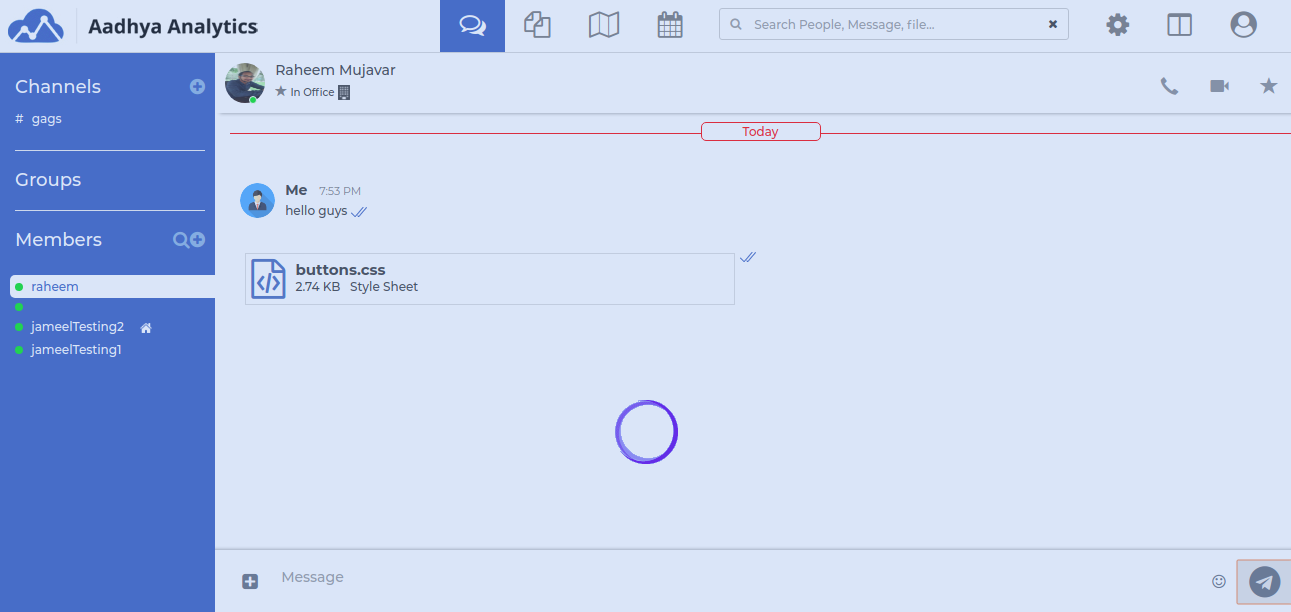 Aadhya Analytics
Search People, Message, file...
Channels
# gags
Groups
Members
raheem
jameelTesting2
jameelTesting1
Raheem Mujavar
In Office
Today
Me 7:53 PM
hello guys
buttons.css
2.74 KB Style Sheet
Message